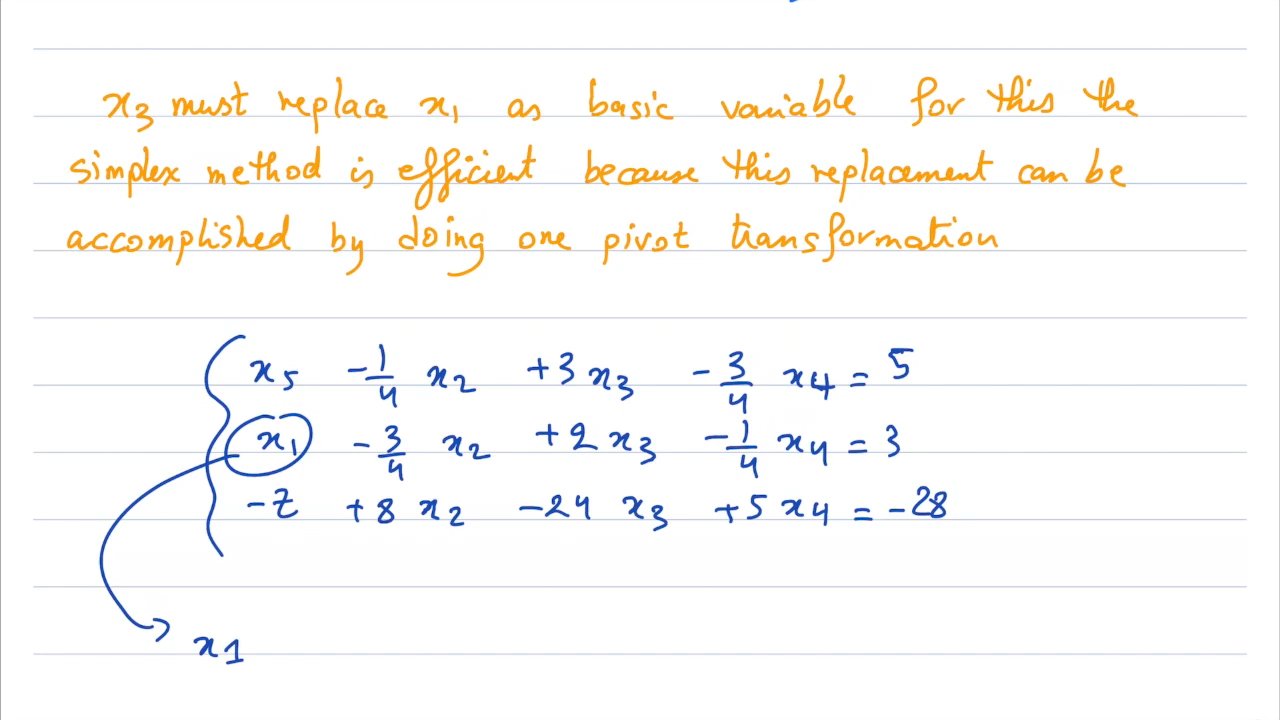 x₃ must replace x₁ as basic variable for this the
simplex method is efficient because this replacement can be
accomplished by doing one pivot transformation
x₅ -1/4 x₂ +3x₃ -3/4 x₄ = 5
x₁ -3/4 x₂ +2x₃ -1/4 x₄ = 3
-z +8x₂ -24x₃ +5x₄ = -28
x1